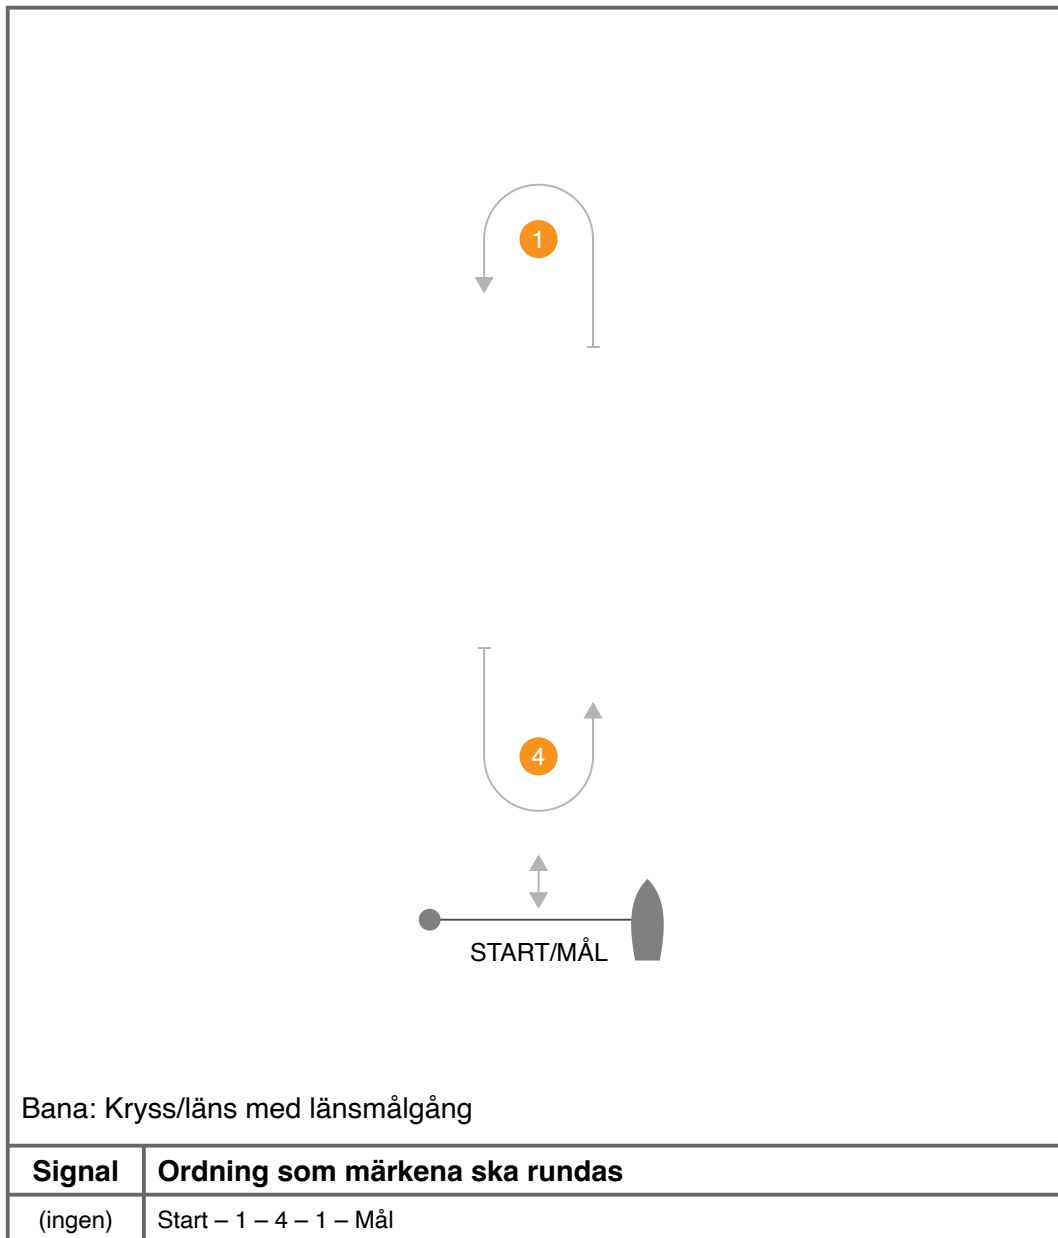 1
4
START/MÅL
Bana: Kryss/läns med länsmålgång
Signal Ordning som märkena ska rundas
(ingen) Start – 1 – 4 – 1 – Mål